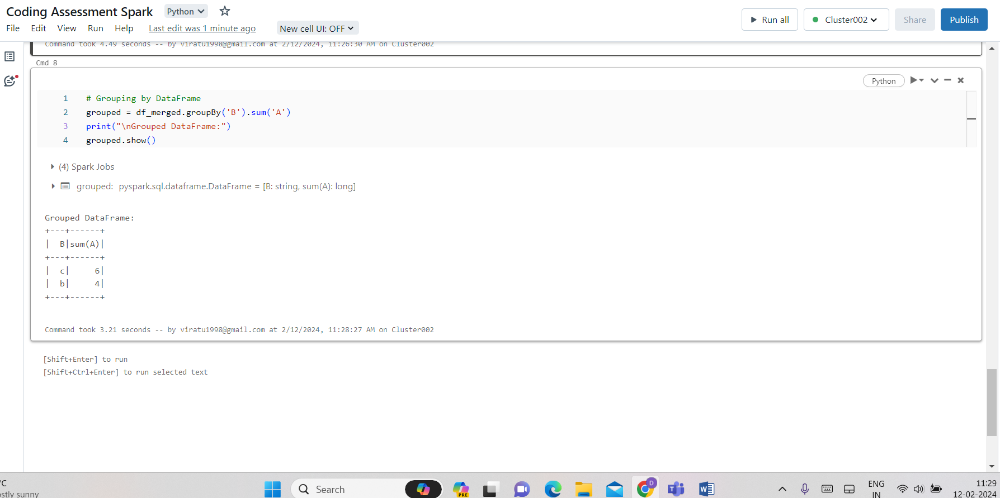 Coding Assessment Spark Python
File Edit View Run Help Last edit was 1 minute ago New cell UI: OFF
Run all Cluster002 Share Publish
Command took 4.49 seconds -- by viratu1998@gmail.com at 2/12/2024, 11:26:30 AM on Cluster002
Cmd 8
Python
1 # Grouping by DataFrame
2 grouped = df_merged.groupBy('B').sum('A')
3 print("\nGrouped DataFrame:")
4 grouped.show()
(4) Spark Jobs
grouped: pyspark.sql.dataframe.DataFrame = [B: string, sum(A): long]
Grouped DataFrame:
+---+------+
|  B|sum(A)|
+---+------+
|  c|     6|
|  b|     4|
+---+------+
Command took 3.21 seconds -- by viratu1998@gmail.com at 2/12/2024, 11:28:27 AM on Cluster002
[Shift+Enter] to run
[Shift+Ctrl+Enter] to run selected text
°C
ostly sunny
Search
PRE
D
ENG
IN
11:29
12-02-2024